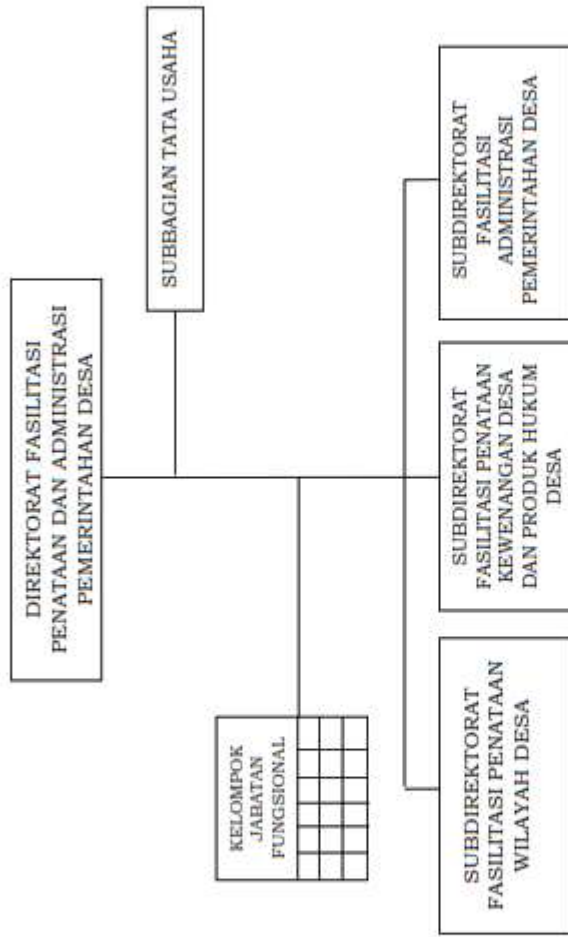 DIREKTORAT FASILITASI
PENATAAN DAN ADMINISTRASI
PEMERINTAHAN DESA
SUBBAGIAN TATA USAHA
KELOMPOK
JABATAN
FUNGSIONAL
SUBDIREKTORAT
FASILITASI PENATAAN
WILAYAH DESA
SUBDIREKTORAT
FASILITASI PENATAAN
KEWENANGAN DESA
DAN PRODUK HUKUM
DESA
SUBDIREKTORAT
FASILITASI
ADMINISTRASI
PEMERINTAHAN DESA